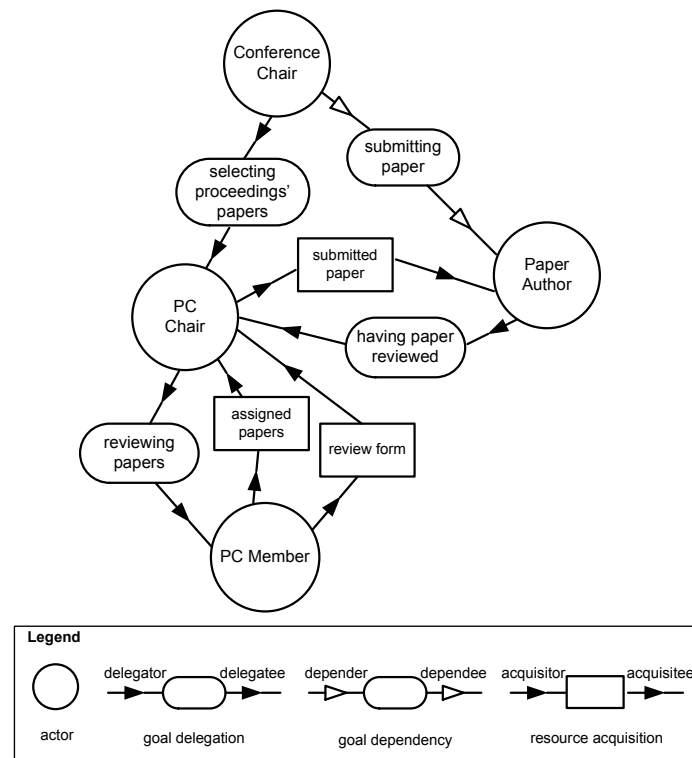 Conference
Chair
submitting
paper
selecting
proceedings'
papers
submitted
paper
Paper
Author
PC
Chair
having paper
reviewed
assigned
papers
reviewing
papers
review form
PC Member
Legend
delegator
delegatee
depender
dependee
acquisitor
acquisitee
actor
goal delegation
goal dependency
resource acquisition